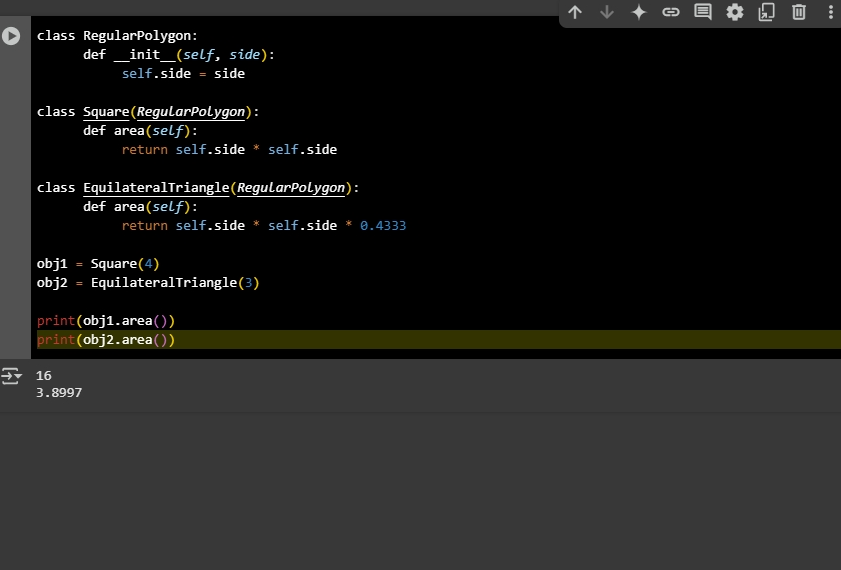 class RegularPolygon:
      def __init__(self, side):
           self.side = side
class Square(RegularPolygon):
      def area(self):
           return self.side * self.side
class EquilateralTriangle(RegularPolygon):
      def area(self):
           return self.side * self.side * 0.4333
obj1 = Square(4)
obj2 = EquilateralTriangle(3)
print(obj1.area())
print(obj2.area())
16
3.8997